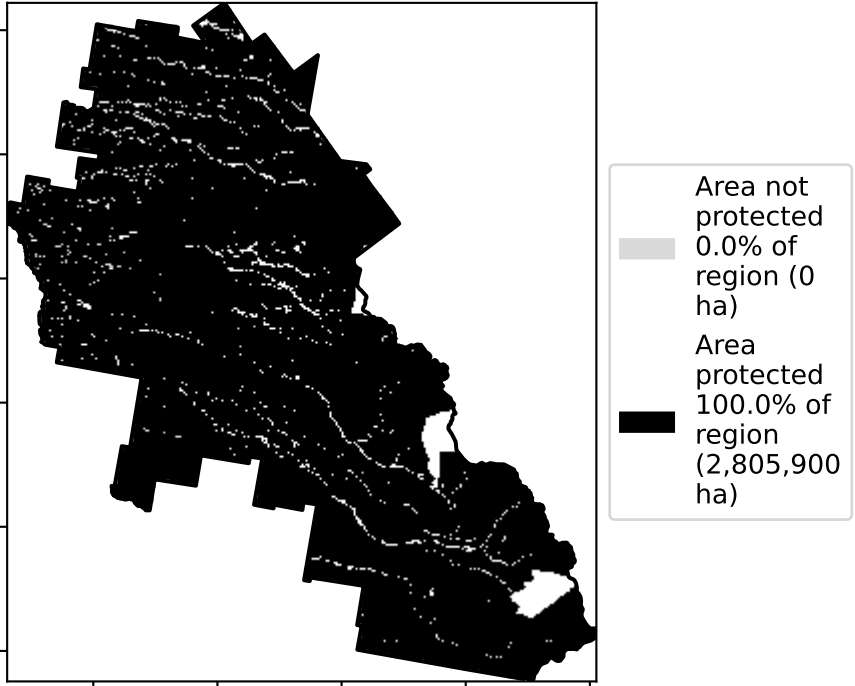 Area not
protected
0.0% of
region (0
ha)
Area
protected
100.0% of
region
(2,805,900
ha)